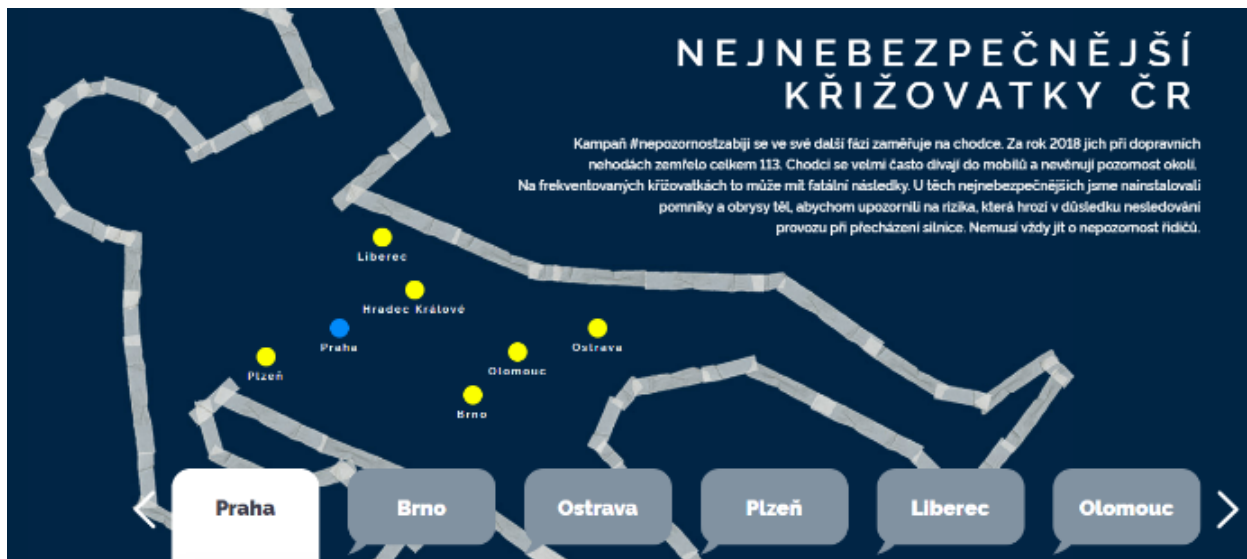 NEJNEBEZPEČNĚJŠÍ
KŘIŽOVATKY ČR
Kampaň #nepozornostzabiji se ve své další fázi zaměřuje na chodce. Za rok 2018 jich při dopravních
nehodách zemřelo celkem 113. Chodci se velmi často dívají do mobilů a nevěnují pozornost okolí.
Na frekventovaných křižovatkách to může mít fatální následky. U těch nejnebezpečnějších jsme nainstalovali
pomníky a obrysy těl, abychom upozornili na rizika, která hrozí v důsledku nesledování
provozu při přecházení silnice. Nemusí vždy jít o nepozornost řidičů.
Liberec
Hradec Králové
Praha
Ostrava
Plzeň
Olomouc
Brno
Praha
Brno
Ostrava
Plzeň
Liberec
Olomouc